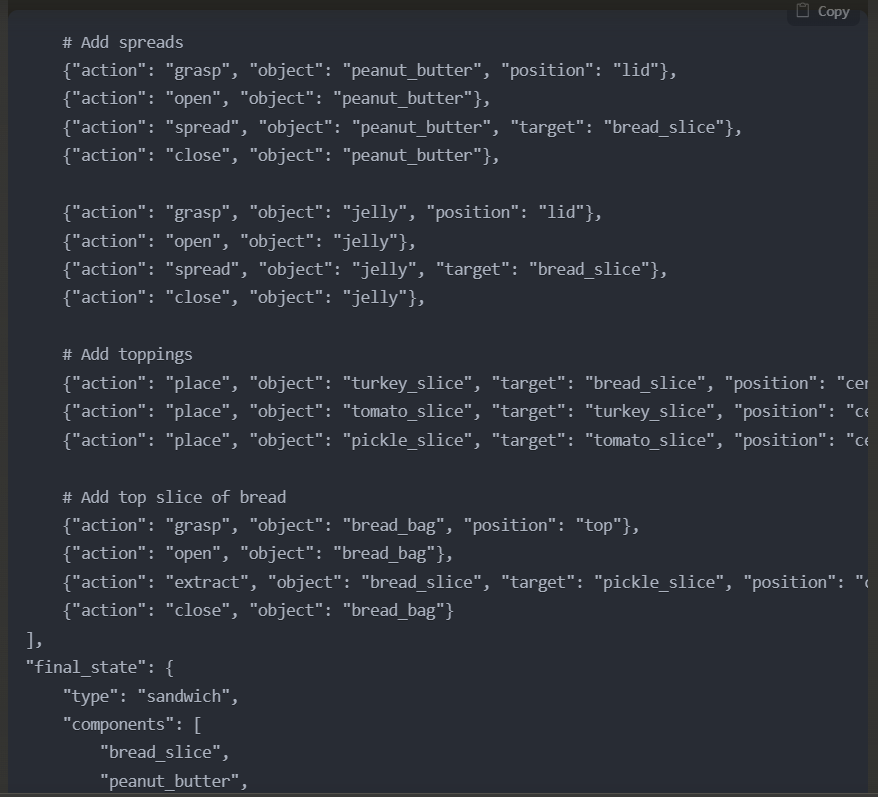 Copy
# Add spreads
{"action": "grasp", "object": "peanut_butter", "position": "lid"},
{"action": "open", "object": "peanut_butter"},
{"action": "spread", "object": "peanut_butter", "target": "bread_slice"},
{"action": "close", "object": "peanut_butter"},
{"action": "grasp", "object": "jelly", "position": "lid"},
{"action": "open", "object": "jelly"},
{"action": "spread", "object": "jelly", "target": "bread_slice"},
{"action": "close", "object": "jelly"},
# Add toppings
{"action": "place", "object": "turkey_slice", "target": "bread_slice", "position": "cen
{"action": "place", "object": "tomato_slice", "target": "turkey_slice", "position": "ce
{"action": "place", "object": "pickle_slice", "target": "tomato_slice", "position": "ce
# Add top slice of bread
{"action": "grasp", "object": "bread_bag", "position": "top"},
{"action": "open", "object": "bread_bag"},
{"action": "extract", "object": "bread_slice", "target": "pickle_slice", "position": "c
{"action": "close", "object": "bread_bag"}
],
"final_state": {
"type": "sandwich",
"components": [
"bread_slice",
"peanut_butter",